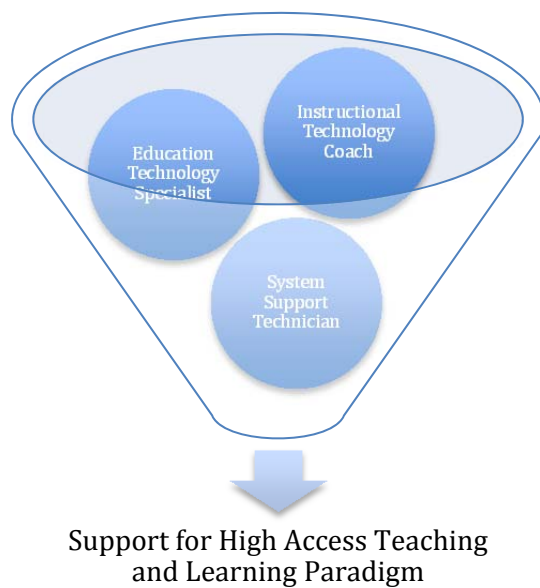 Instructional
Technology
Coach
Education
Technology
Specialist
System
Support
Technician
Support for High Access Teaching
and Learning Paradigm